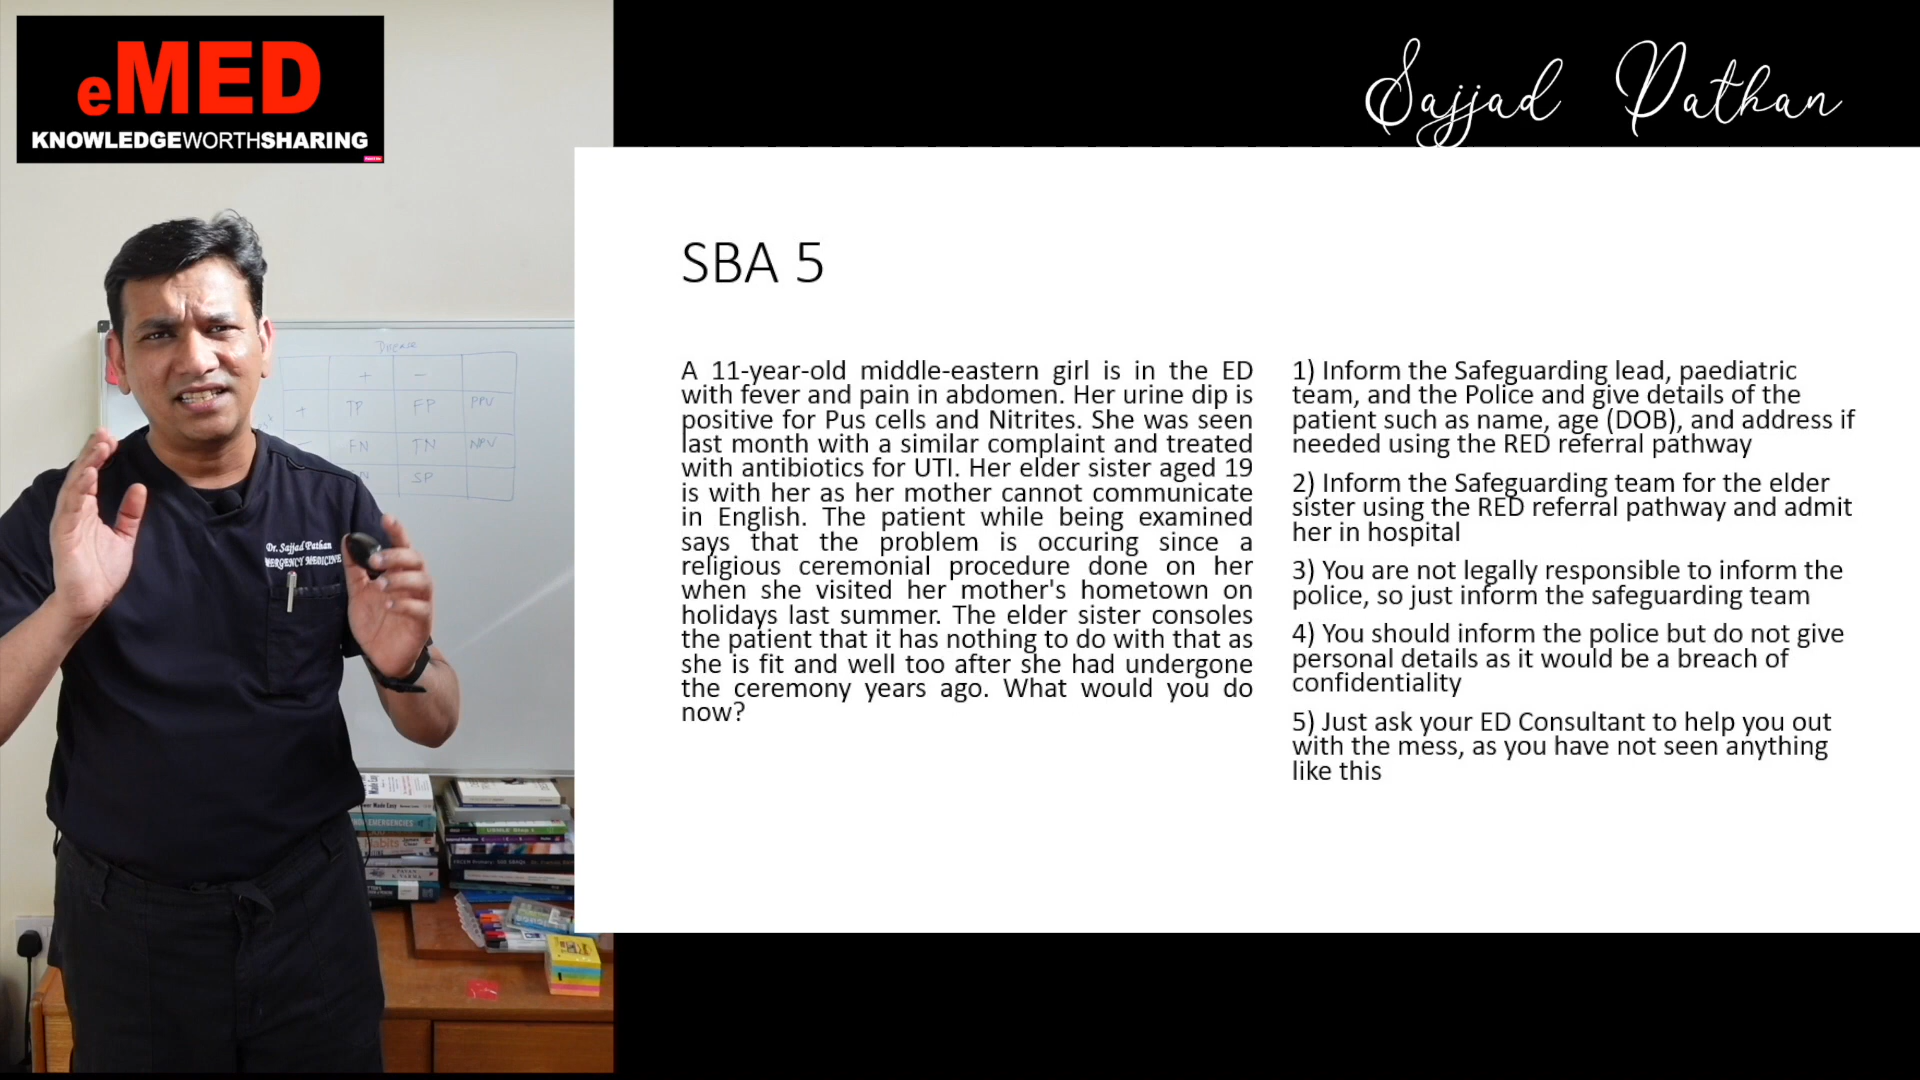 eMED
KNOWLEDGEWORTHSHARING
Sajjad Pathan
SBA 5
A 11-year-old middle-eastern girl is in the ED
with fever and pain in abdomen. Her urine dip is
positive for Pus cells and Nitrites. She was seen
last month with a similar complaint and treated
with antibiotics for UTI. Her elder sister aged 19
is with her as her mother cannot communicate
in English. The patient while being examined
says that the problem is occuring since a
religious ceremonial procedure done on her
when she visited her mother's hometown on
holidays last summer. The elder sister consoles
the patient that it has nothing to do with that as
she is fit and well too after she had undergone
the ceremony years ago. What would you do
now?
1) Inform the Safeguarding lead, paediatric
team, and the Police and give details of the
patient such as name, age (DOB), and address if
needed using the RED referral pathway
2) Inform the Safeguarding team for the elder
sister using the RED referral pathway and admit
her in hospital
3) You are not legally responsible to inform the
police, so just inform the safeguarding team
4) You should inform the police but do not give
personal details as it would be a breach of
confidentiality
5) Just ask your ED Consultant to help you out
with the mess, as you have not seen anything
like this
Disease
+ −
+ TP FP PPV
− FN TN NPV
SP
Dr. Sajjad Pathan
EMERGENCY MEDICINE